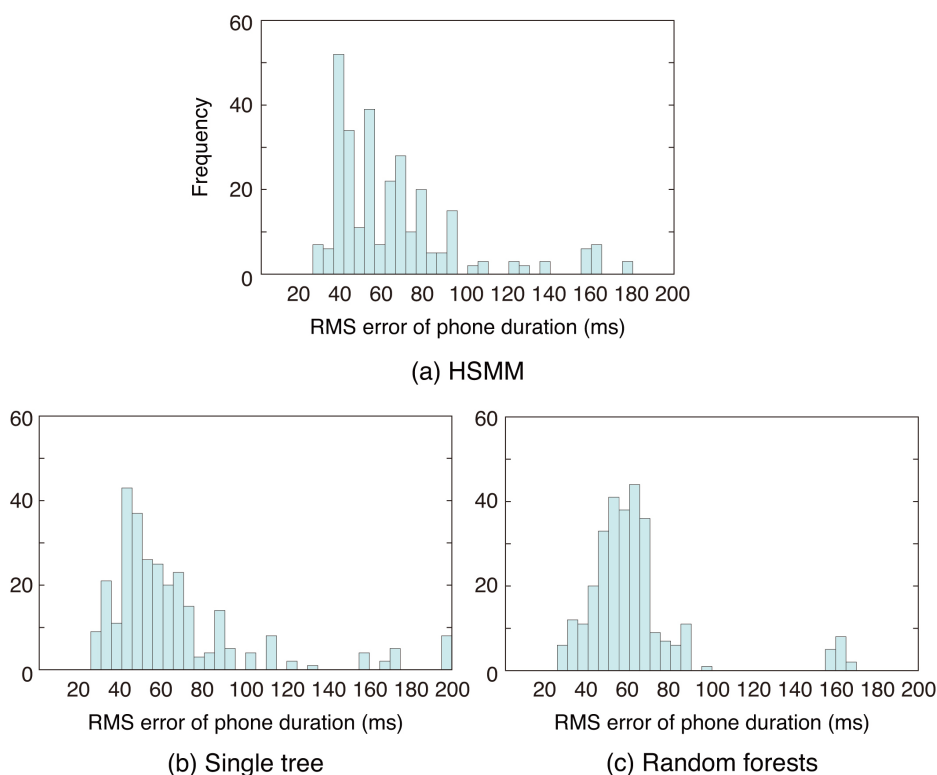 60
40
20
0
Frequency
20 40 60 80 100 120 140 160 180 200
RMS error of phone duration (ms)
(a) HSMM
60
40
20
0
20 40 60 80 100 120 140 160 180 200
RMS error of phone duration (ms)
(b) Single tree
60
40
20
0
20 40 60 80 100 120 140 160 180 200
RMS error of phone duration (ms)
(c) Random forests